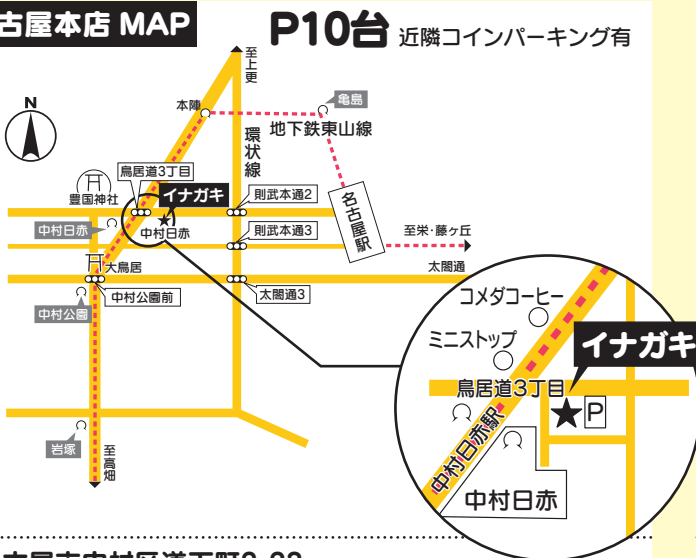 古屋本店 MAP
P10台 近隣コインパーキング有
至上更
N
本陣
亀島
地下鉄東山線
環状線
鳥居道3丁目
豊国神社
イナガキ
則武本通2
名古屋駅
中村日赤
中村日赤
則武本通3
至栄・藤ヶ丘
大鳥居
太閤通
中村公園前
太閤通3
中村公園
コメダコーヒー
ミニストップ
イナガキ
鳥居道3丁目
P
中村日赤駅
岩塚
至高畑
中村日赤